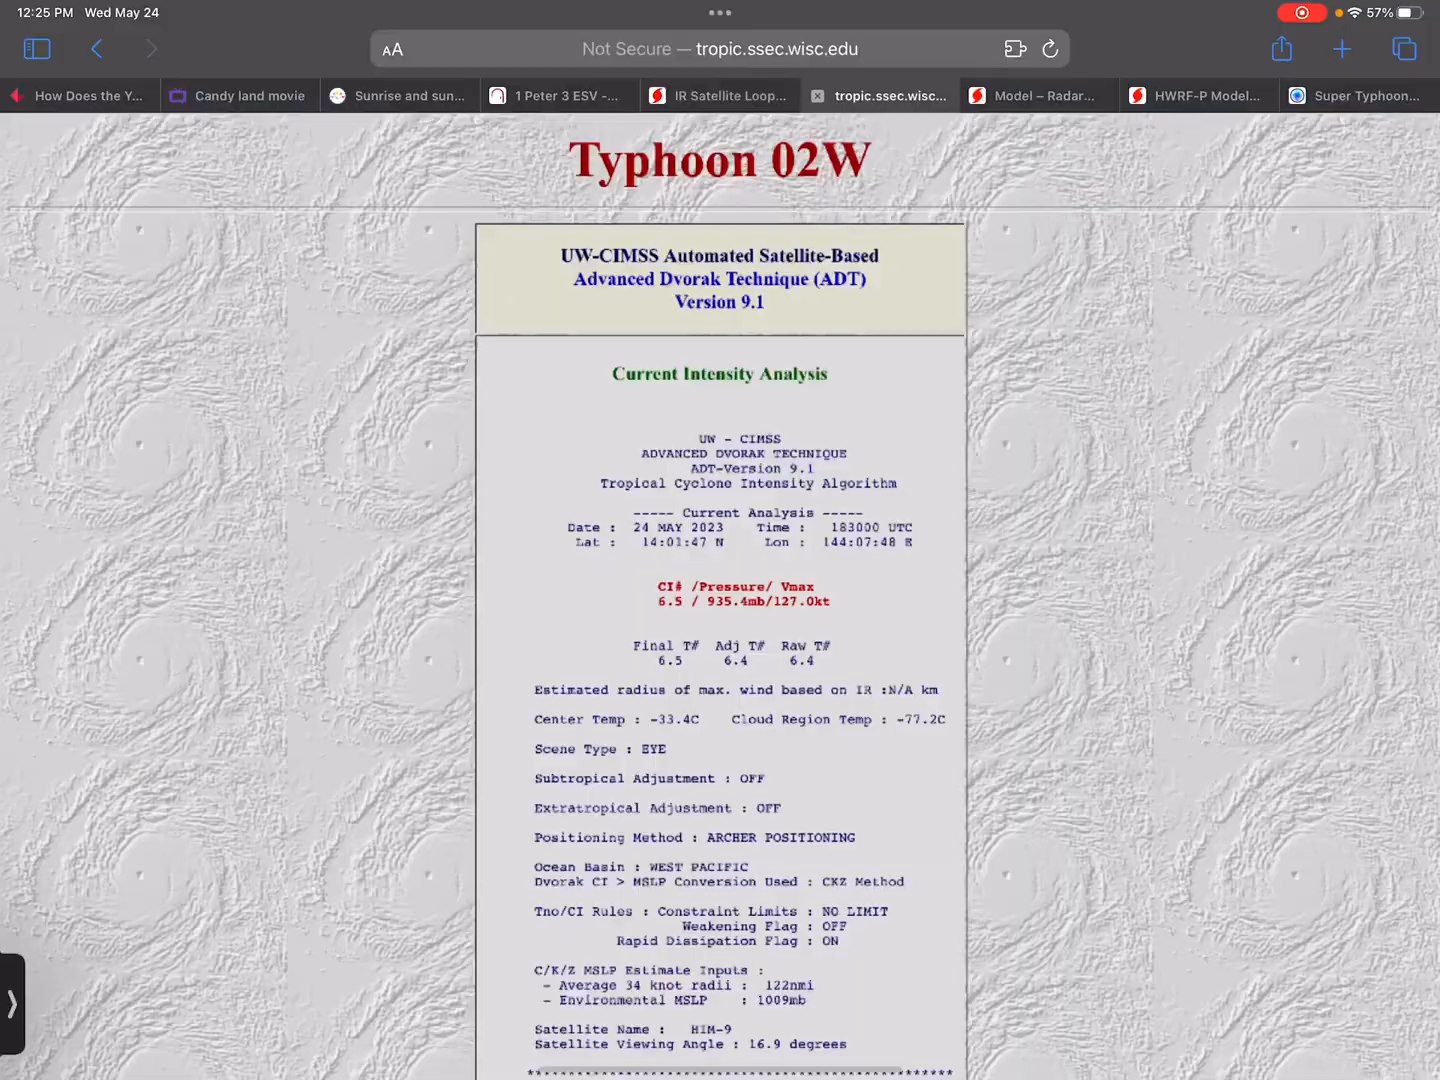 12:25 PM Wed May 24
57%
AA
Not Secure — tropic.ssec.wisc.edu
How Does the Y...
Candy land movie
Sunrise and sun...
1 Peter 3 ESV -...
IR Satellite Loop...
tropic.ssec.wisc...
Model – Radar...
HWRF-P Model...
Super Typhoon...
Typhoon 02W
UW-CIMSS Automated Satellite-Based
Advanced Dvorak Technique (ADT)
Version 9.1
Current Intensity Analysis
UW - CIMSS
ADVANCED DVORAK TECHNIQUE
ADT-Version 9.1
Tropical Cyclone Intensity Algorithm
----- Current Analysis -----
Date : 24 MAY 2023 Time : 183000 UTC
Lat : 14:01:47 N Lon : 144:07:48 E
CI# /Pressure/ Vmax
6.5 / 935.4mb/127.0kt
Final T# Adj T# Raw T#
6.5 6.4 6.4
Estimated radius of max. wind based on IR :N/A km
Center Temp : -33.4C Cloud Region Temp : -77.2C
Scene Type : EYE
Subtropical Adjustment : OFF
Extratropical Adjustment : OFF
Positioning Method : ARCHER POSITIONING
Ocean Basin : WEST PACIFIC
Dvorak CI > MSLP Conversion Used : CKZ Method
Tno/CI Rules : Constraint Limits : NO LIMIT
Weakening Flag : OFF
Rapid Dissipation Flag : ON
C/K/Z MSLP Estimate Inputs :
- Average 34 knot radii : 122nmi
- Environmental MSLP : 1009mb
Satellite Name : HIM-9
Satellite Viewing Angle : 16.9 degrees
****************************************************